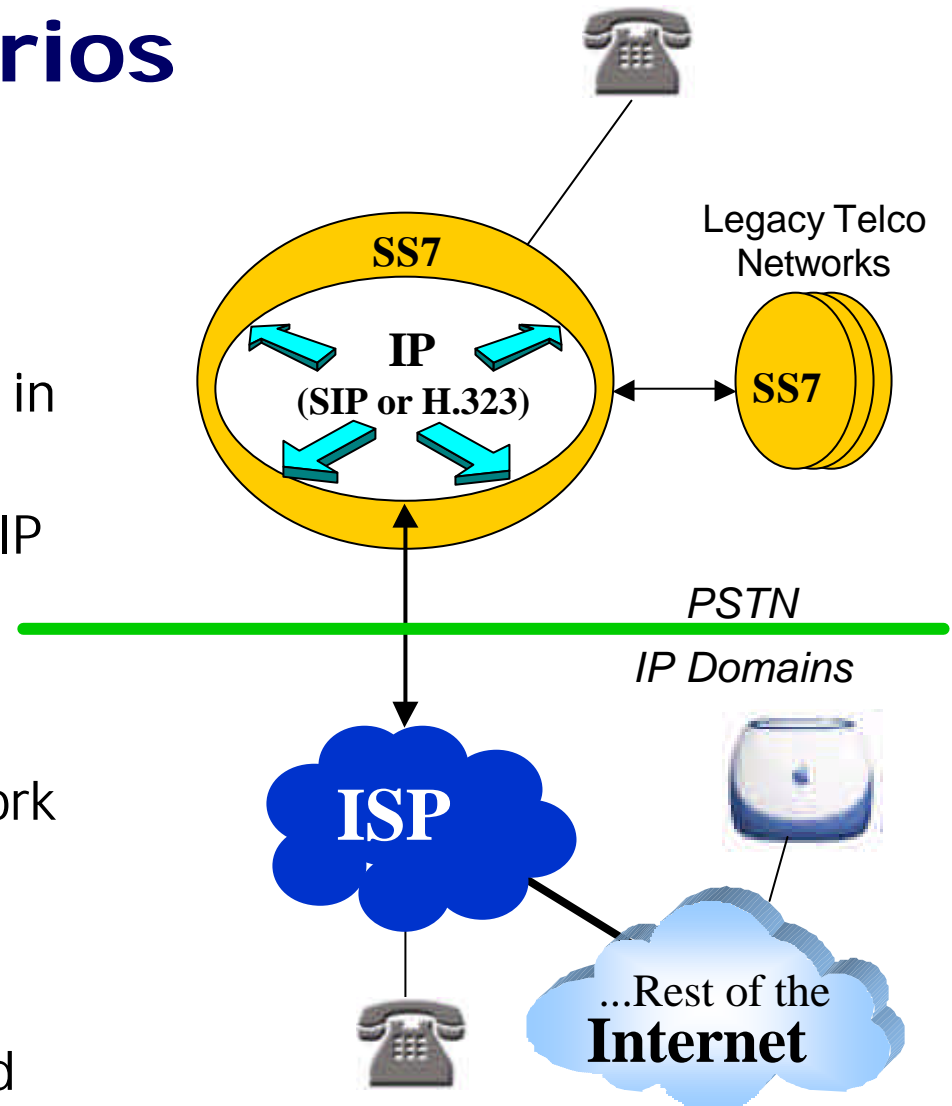 rios
Legacy Telco
Networks
SS7
IP
(SIP or H.323)
SS7
in
IP
PSTN
IP Domains
ork
ISP
...Rest of the
Internet
d